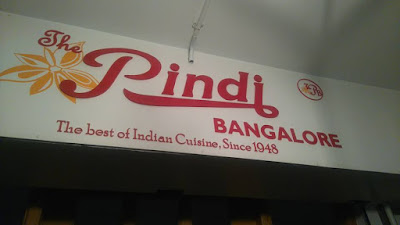 The
Pindi
BANGALORE
The best of Indian Cuisine, Since 1948